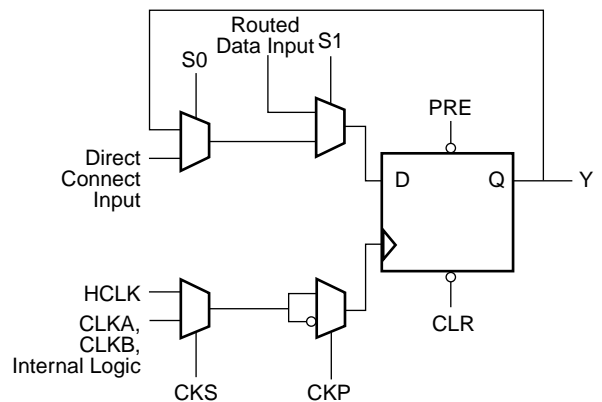 Routed
Data Input
S1
S0
PRE
Direct
Connect
Input
D
Q
Y
HCLK
CLKA,
CLKB,
Internal Logic
CLR
CKS
CKP